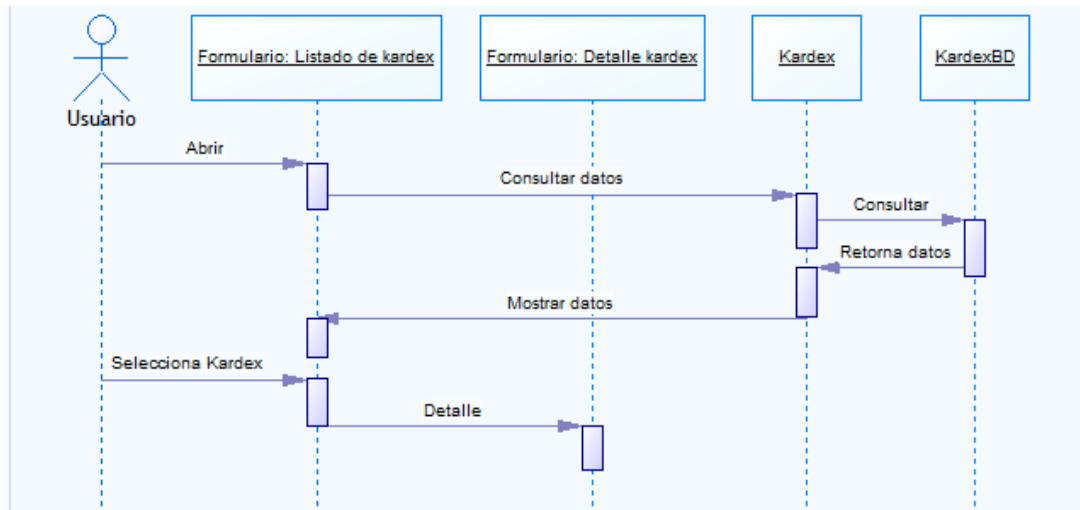 Formulario: Listado de kardex
Formulario: Detalle kardex
Kardex
KardexBD
Usuario
Abrir
Consultar datos
Consultar
Retorna datos
Mostrar datos
Selecciona Kardex
Detalle